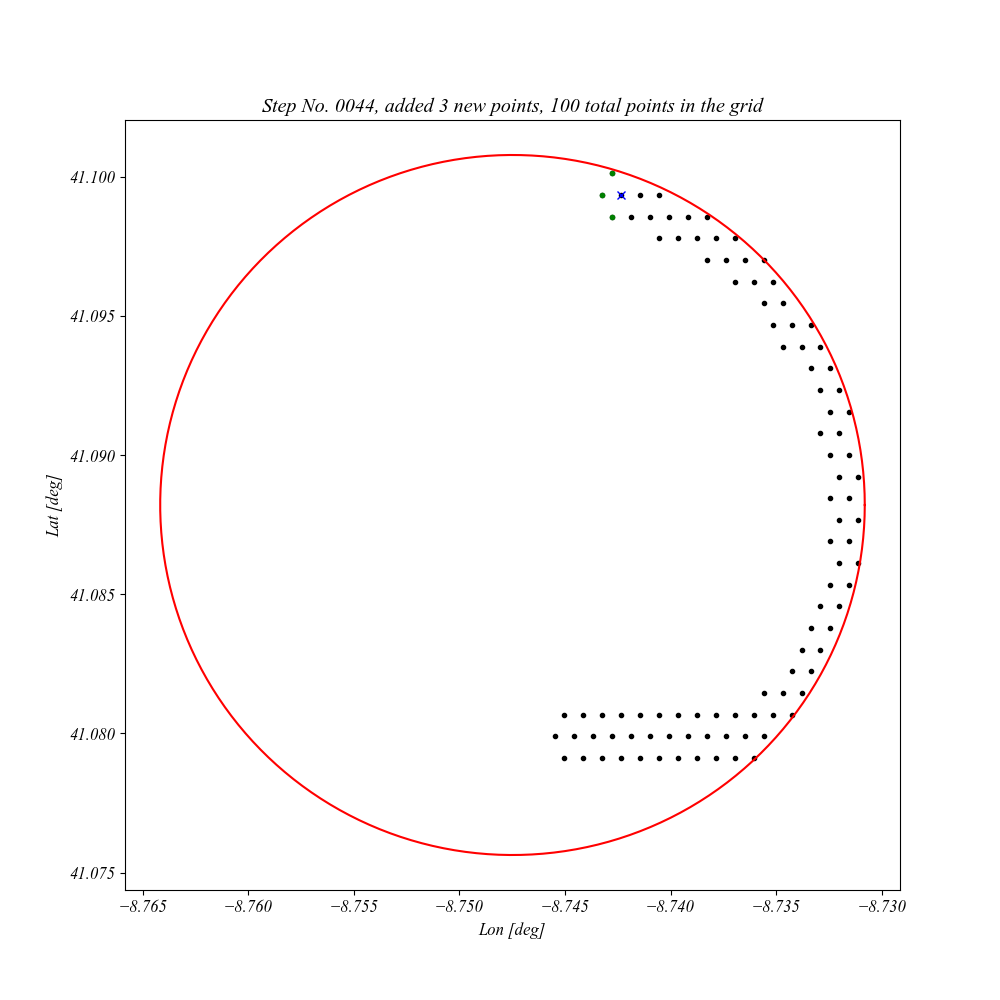 Step No. 0044, added 3 new points, 100 total points in the grid
41.100
41.095
41.090
41.085
41.080
41.075
Lat [deg]
−8.765 −8.760 −8.755 −8.750 −8.745 −8.740 −8.735 −8.730
Lon [deg]